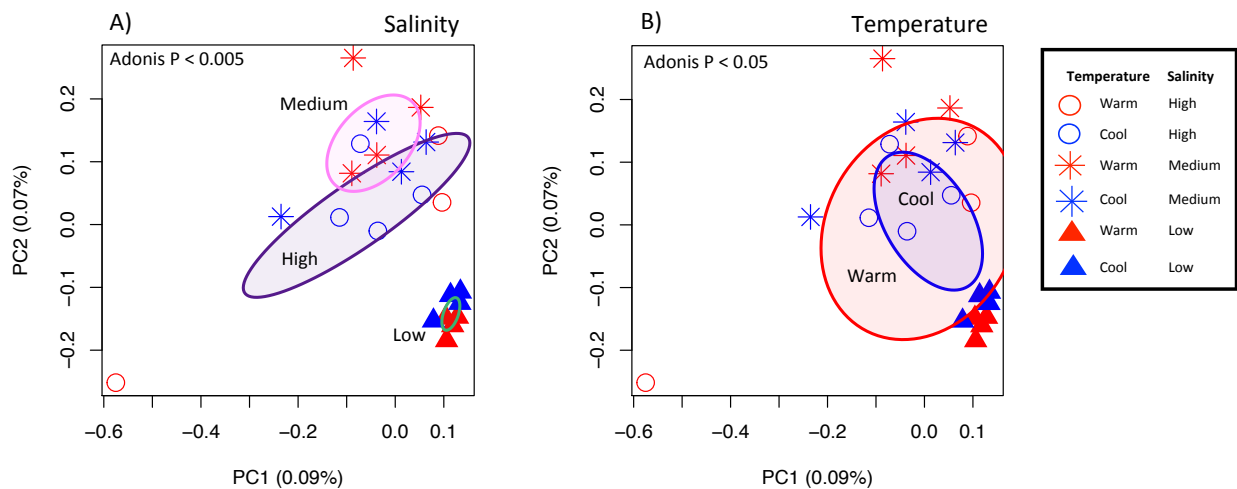 A) Salinity
Adonis P < 0.005
Medium
High
Low
PC2 (0.07%)
0.2
0.1
0.0
−0.1
−0.2
−0.6 −0.4 −0.2 0.0 0.1
PC1 (0.09%)
B) Temperature
Adonis P < 0.05
Cool
Warm
PC2 (0.07%)
0.2
0.1
0.0
−0.1
−0.2
−0.6 −0.4 −0.2 0.0 0.1
PC1 (0.09%)
Temperature Salinity
Warm High
Cool High
Warm Medium
Cool Medium
Warm Low
Cool Low